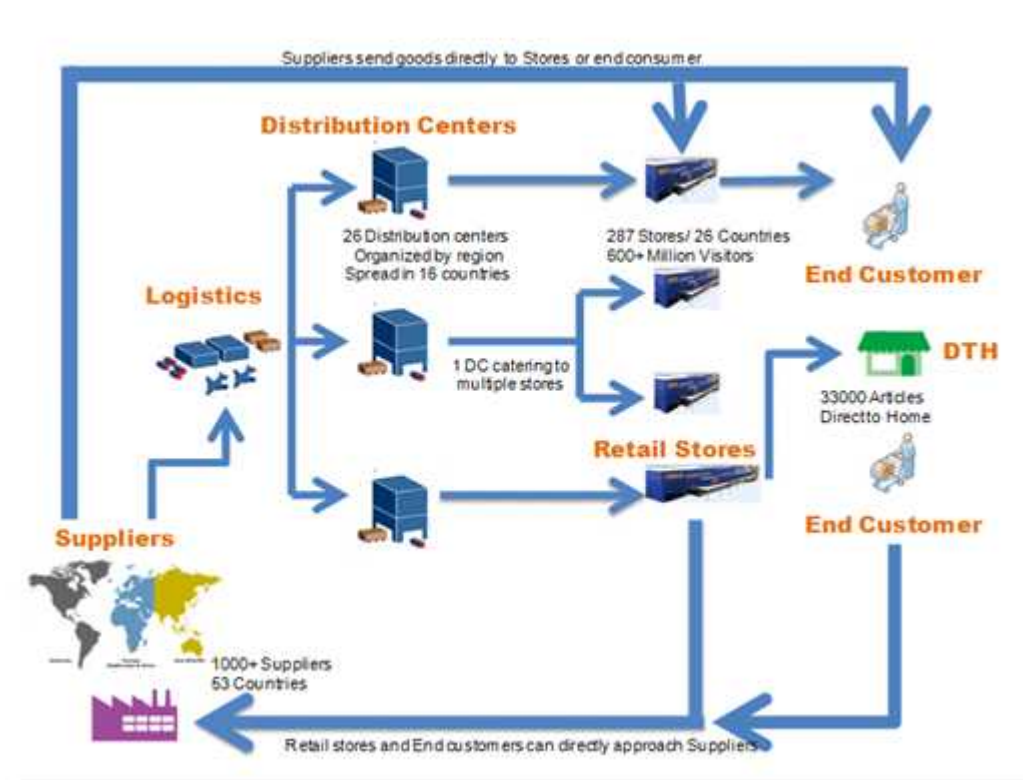 Suppliers send goods directly to Stores or end consumer
Distribution Centers
26 Distribution centers
Organized by region
Spread in 16 countries
287 Stores/ 26 Countries
600+ Million Visitors
End Customer
Logistics
1 DC catering to
multiple stores
DTH
33000 Articles
Direct to Home
Retail Stores
End Customer
Suppliers
1000+ Suppliers
53 Countries
Retail stores and End customers can directly approach Suppliers